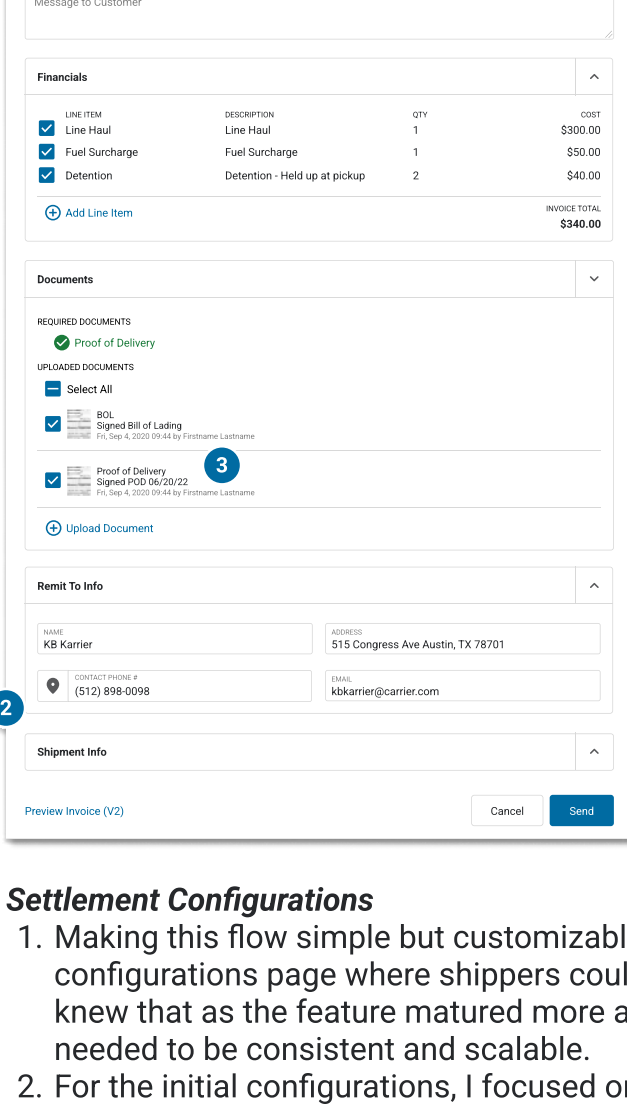 Message to Customer
Financials
LINE ITEM DESCRIPTION QTY COST
Line Haul Line Haul 1 $300.00
Fuel Surcharge Fuel Surcharge 1 $50.00
Detention Detention - Held up at pickup 2 $40.00
Add Line Item
INVOICE TOTAL
$340.00
Documents
REQUIRED DOCUMENTS
Proof of Delivery
UPLOADED DOCUMENTS
Select All
BOL
Signed Bill of Lading
Fri, Sep 4, 2020 09:44 by Firstname Lastname
Proof of Delivery
Signed POD 06/20/22
Fri, Sep 4, 2020 09:44 by Firstname Lastname
3
Upload Document
Remit To Info
NAME
KB Karrier
ADDRESS
515 Congress Ave Austin, TX 78701
CONTACT PHONE #
(512) 898-0098
EMAIL
kbkarrier@carrier.com
2
Shipment Info
Preview Invoice (V2) Cancel Send
Settlement Configurations
1. Making this flow simple but customizabl
configurations page where shippers coul
knew that as the feature matured more a
needed to be consistent and scalable.
2. For the initial configurations, I focused o